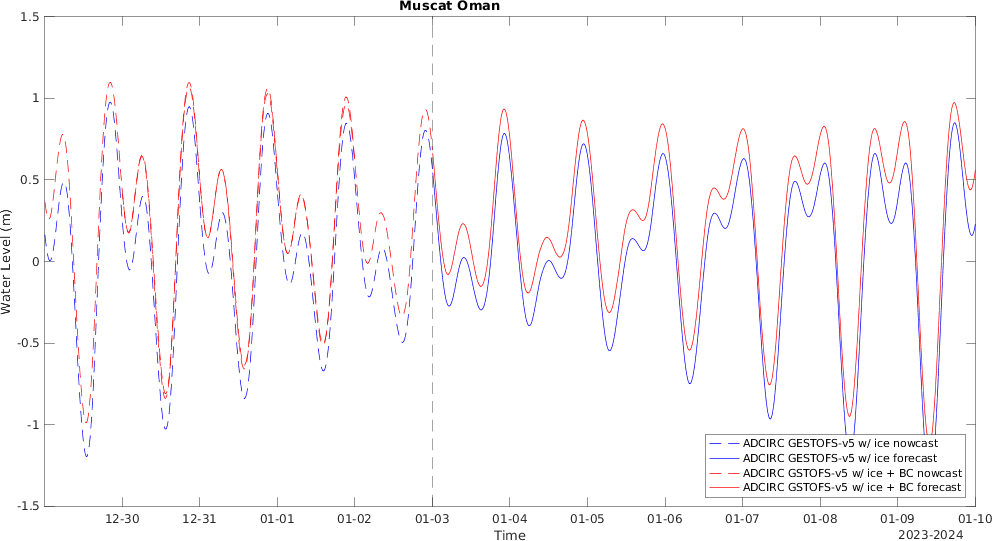 Muscat Oman
1.5
1
0.5
0
-0.5
-1
-1.5
Water Level (m)
ADCIRC GESTOFS-v5 w/ ice nowcast
ADCIRC GESTOFS-v5 w/ ice forecast
ADCIRC GSTOFS-v5 w/ ice + BC nowcast
ADCIRC GSTOFS-v5 w/ ice + BC forecast
12-30 12-31 01-01 01-02 01-03 01-04 01-05 01-06 01-07 01-08 01-09 01-10
Time
2023-2024